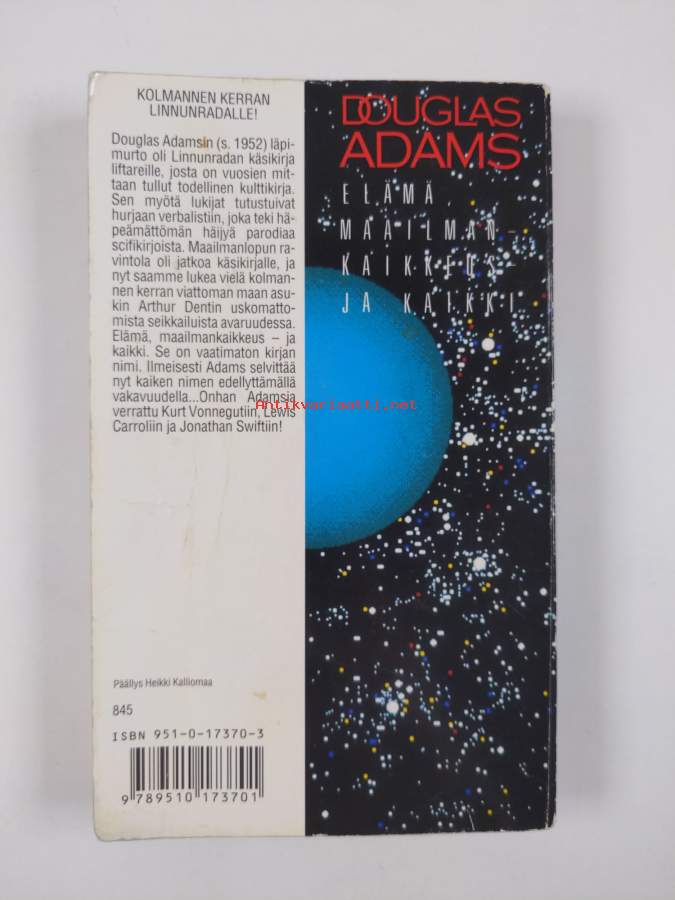 KOLMANNEN KERRAN
LINNUNRADALLE!
Douglas Adamsin (s. 1952) läpi-
murto oli Linnunradan käsikirja
liftareille, josta on vuosien mit-
taan tullut todellinen kulttikirja.
Sen myötä lukijat tutustuivat
hurjaan verbalistiin, joka teki hä-
peämättömän häijyä parodiaa
scifikirjoista. Maailmanlopun ra-
vintola oli jatkoa käsikirjalle, ja
nyt saamme lukea vielä kolman-
nen kerran viattoman maan asu-
kin Arthur Dentin uskomatto-
mista seikkailuista avaruudessa.
Elämä, maailmankaikkeus – ja
kaikki. Se on vaatimaton kirjan
nimi. Ilmeisesti Adams selvittää
nyt kaiken nimen edellyttämällä
vakavuudella...Onhan Adamsia
verrattu Kurt Vonnegutiin, Lewis
Carroliin ja Jonathan Swiftiin!
Päällys Heikki Kalliomaa
845
ISBN 951-0-17370-3
9 789510 173701
DOUGLAS
ADAMS
ELÄMÄ
MAAILMAN-
KAIKKEUS-
JA KAIKKI
Antikvariaatti.net